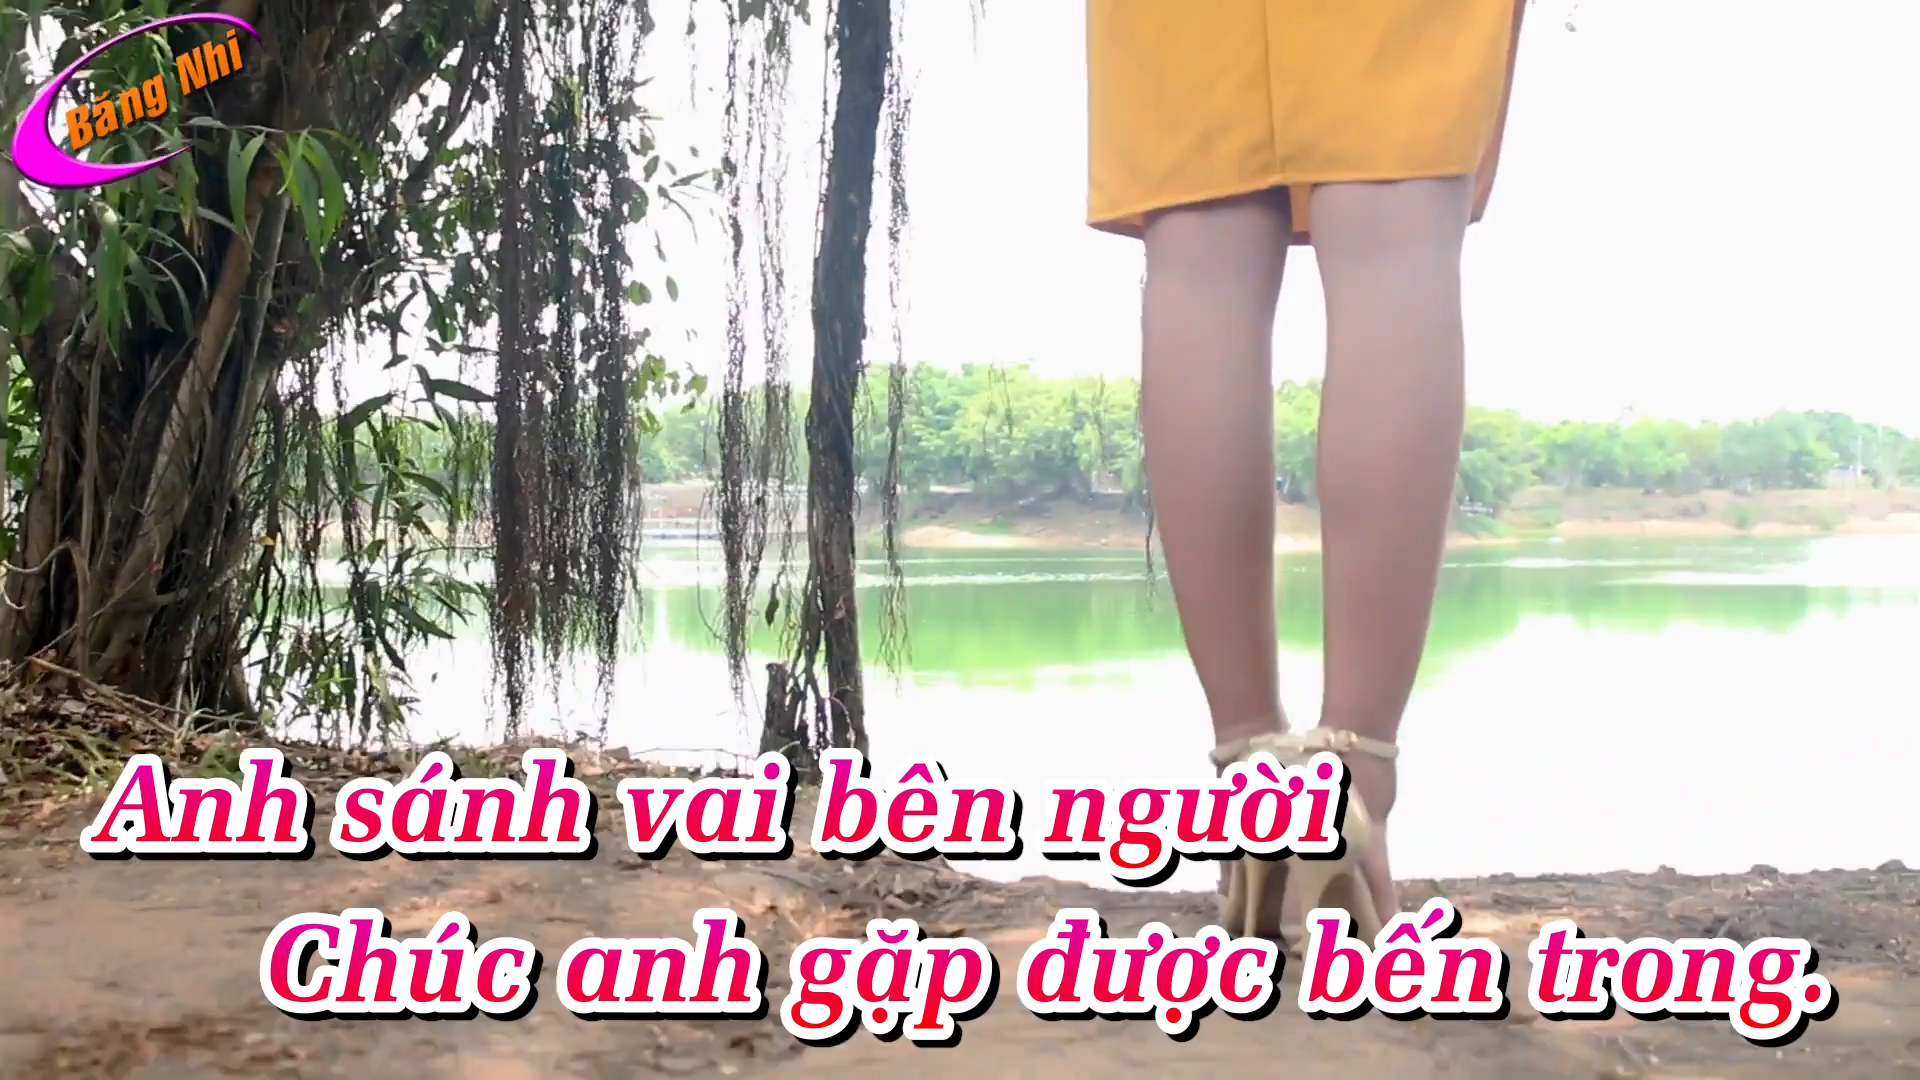 Băng Nhi
Anh sánh vai bên người
Chúc anh gặp được bến trong.